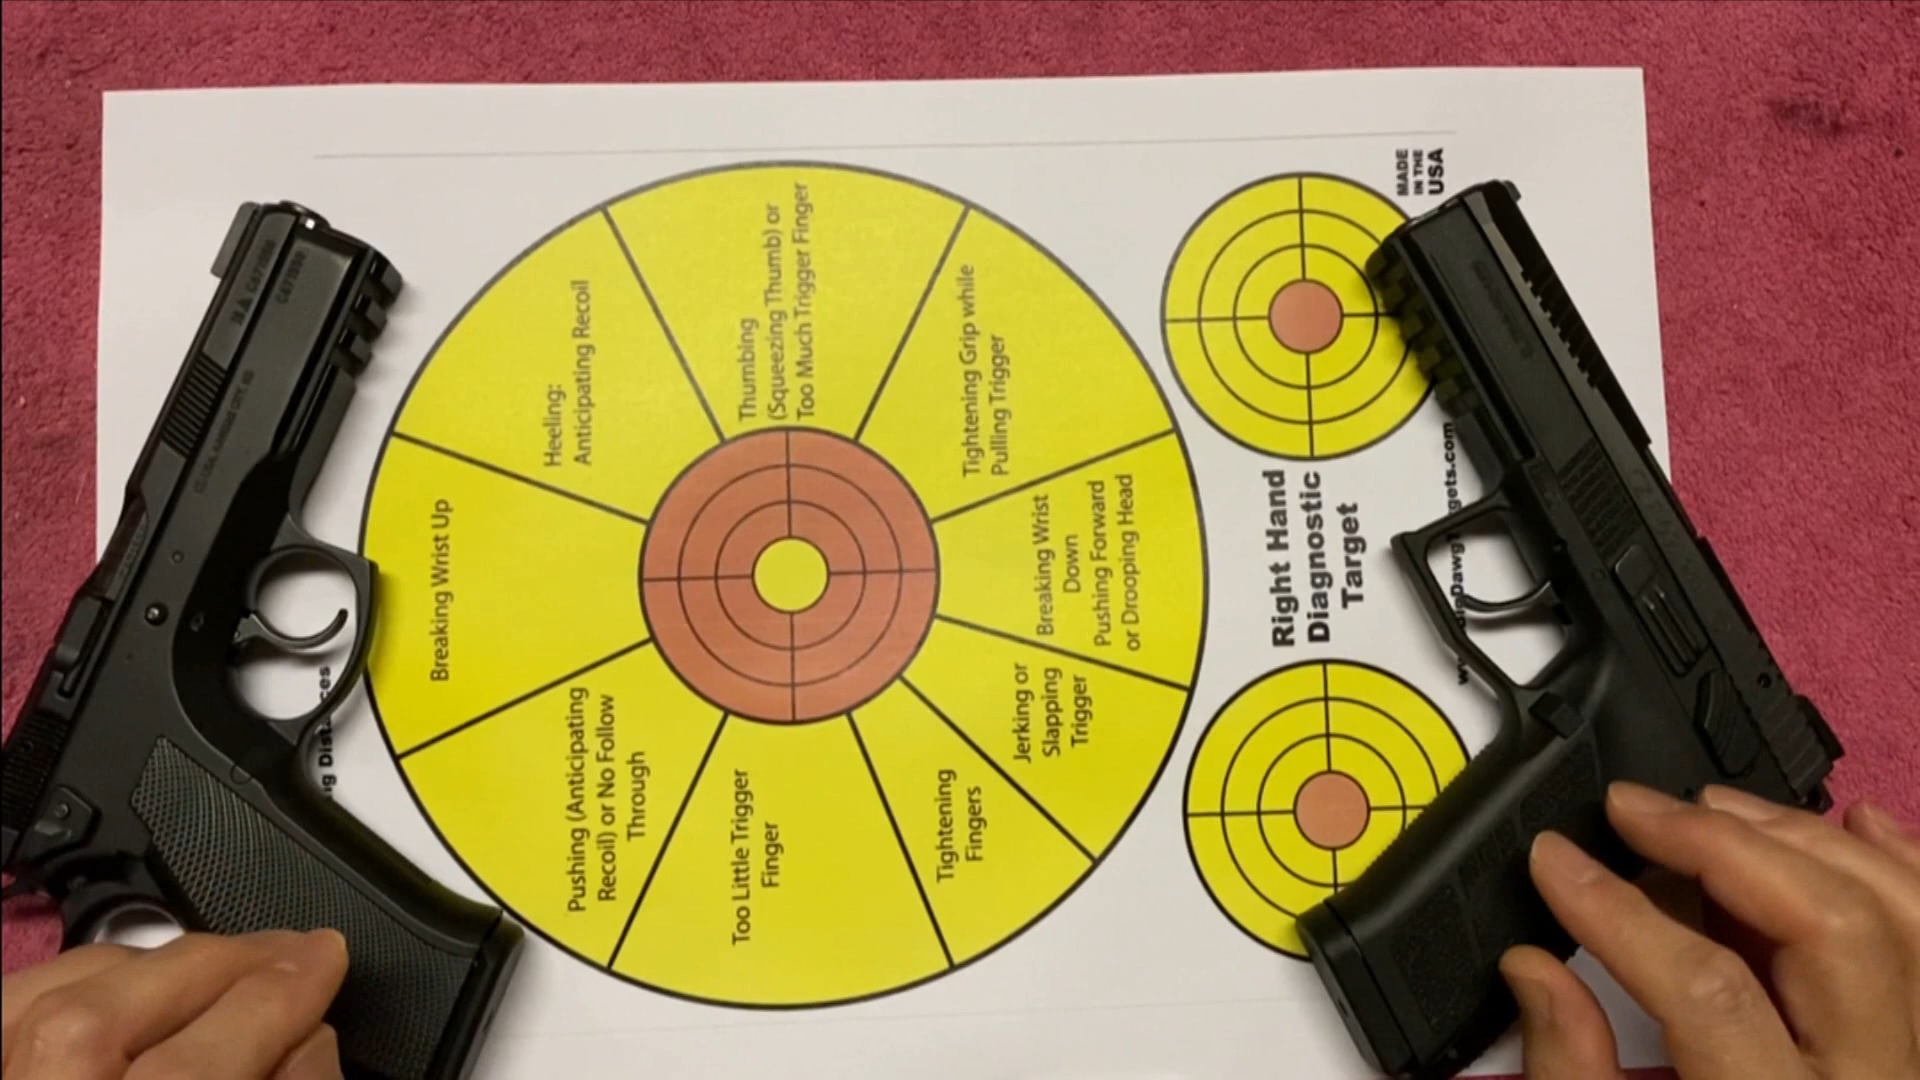 Breaking Wrist Up
Heeling:
Anticipating Recoil
Thumbing
(Squeezing Thumb) or
Too Much Trigger Finger
Tightening Grip while
Pulling Trigger
Breaking Wrist
Down
Pushing Forward
or Drooping Head
Jerking or
Slapping
Trigger
Tightening
Fingers
Too Little Trigger
Finger
Pushing (Anticipating
Recoil) or No Follow
Through
Right Hand
Diagnostic
Target
MADE
IN THE
USA